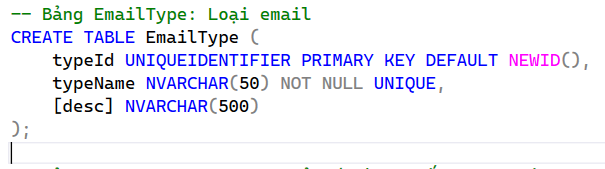 -- Bảng EmailType: Loại email
CREATE TABLE EmailType (
    typeId UNIQUEIDENTIFIER PRIMARY KEY DEFAULT NEWID(),
    typeName NVARCHAR(50) NOT NULL UNIQUE,
    [desc] NVARCHAR(500)
);